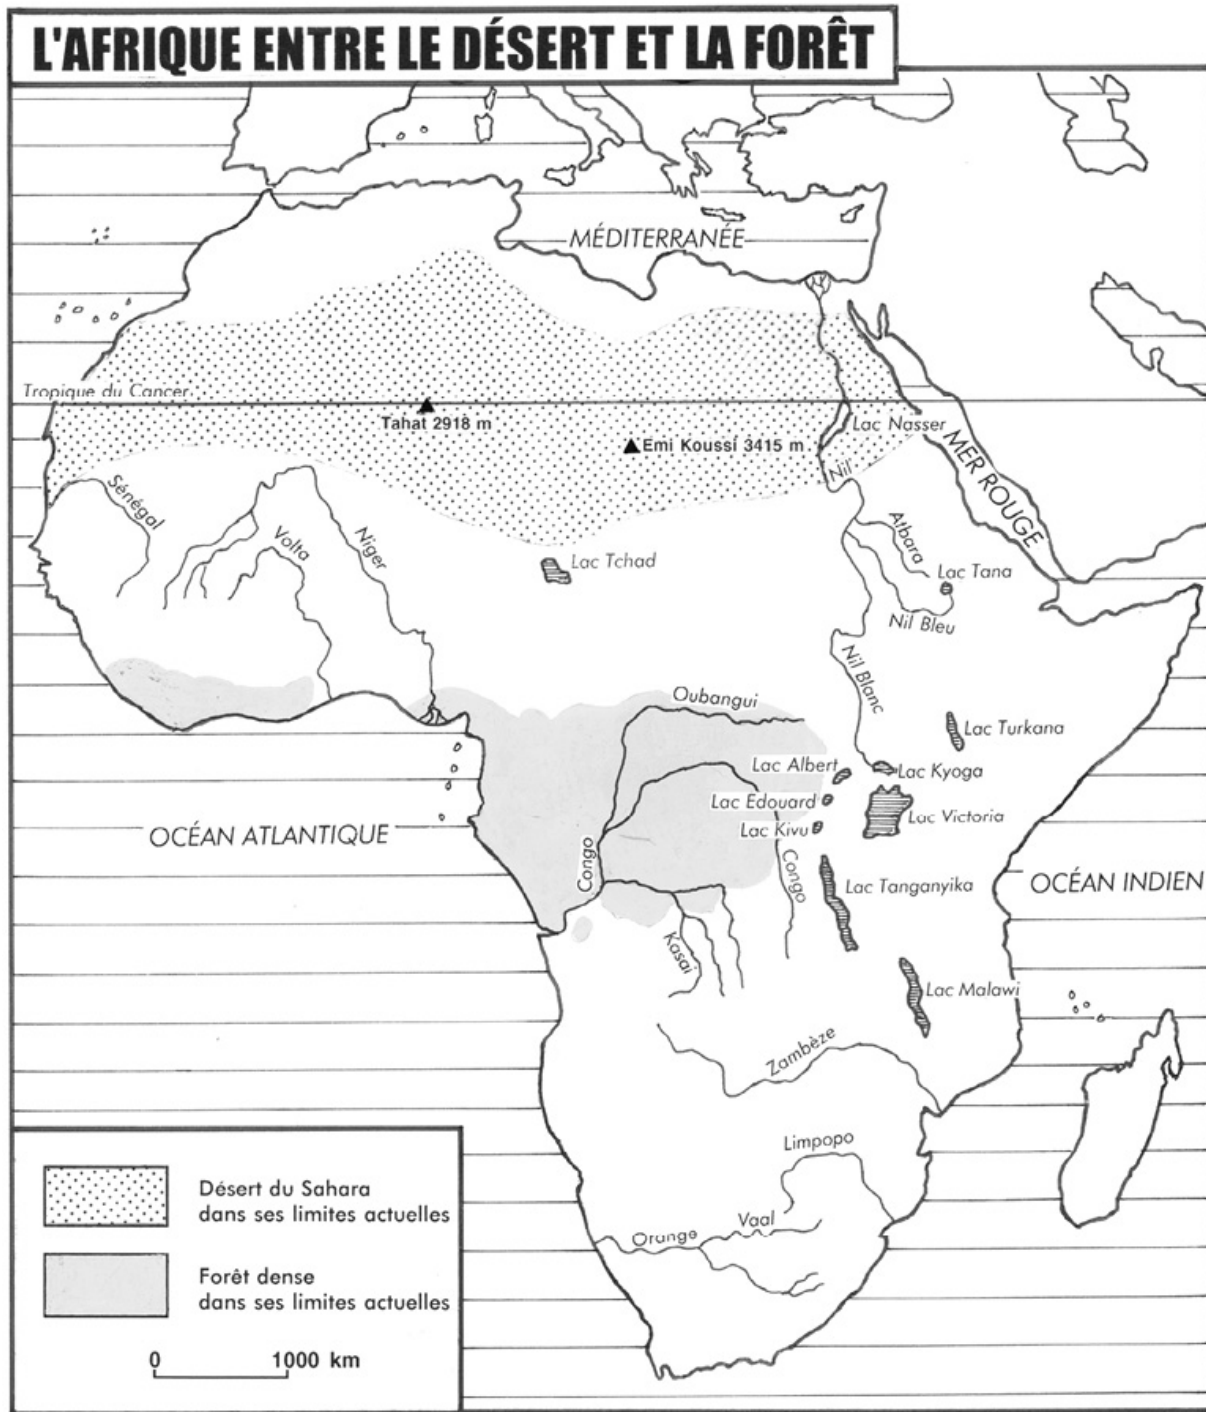 L'AFRIQUE ENTRE LE DÉSERT ET LA FORÊT
MÉDITERRANÉE
Tropique du Cancer
Tahat 2918 m
Emi Koussí 3415 m
Lac Nasser
MER ROUGE
Nil
Sénégal
Volta
Niger
Atbara
Lac Tchad
Lac Tana
Nil Bleu
Nil Blanc
Oubangui
Lac Turkana
Lac Albert
Lac Kyoga
Lac Edouard
Lac Victoria
Lac Kivu
OCÉAN ATLANTIQUE
Congo
Congo
Lac Tanganyika
OCÉAN INDIEN
Kasai
Lac Malawi
Zambèze
Limpopo
Vaal
Orange
Désert du Sahara
dans ses limites actuelles
Forêt dense
dans ses limites actuelles
0 1000 km